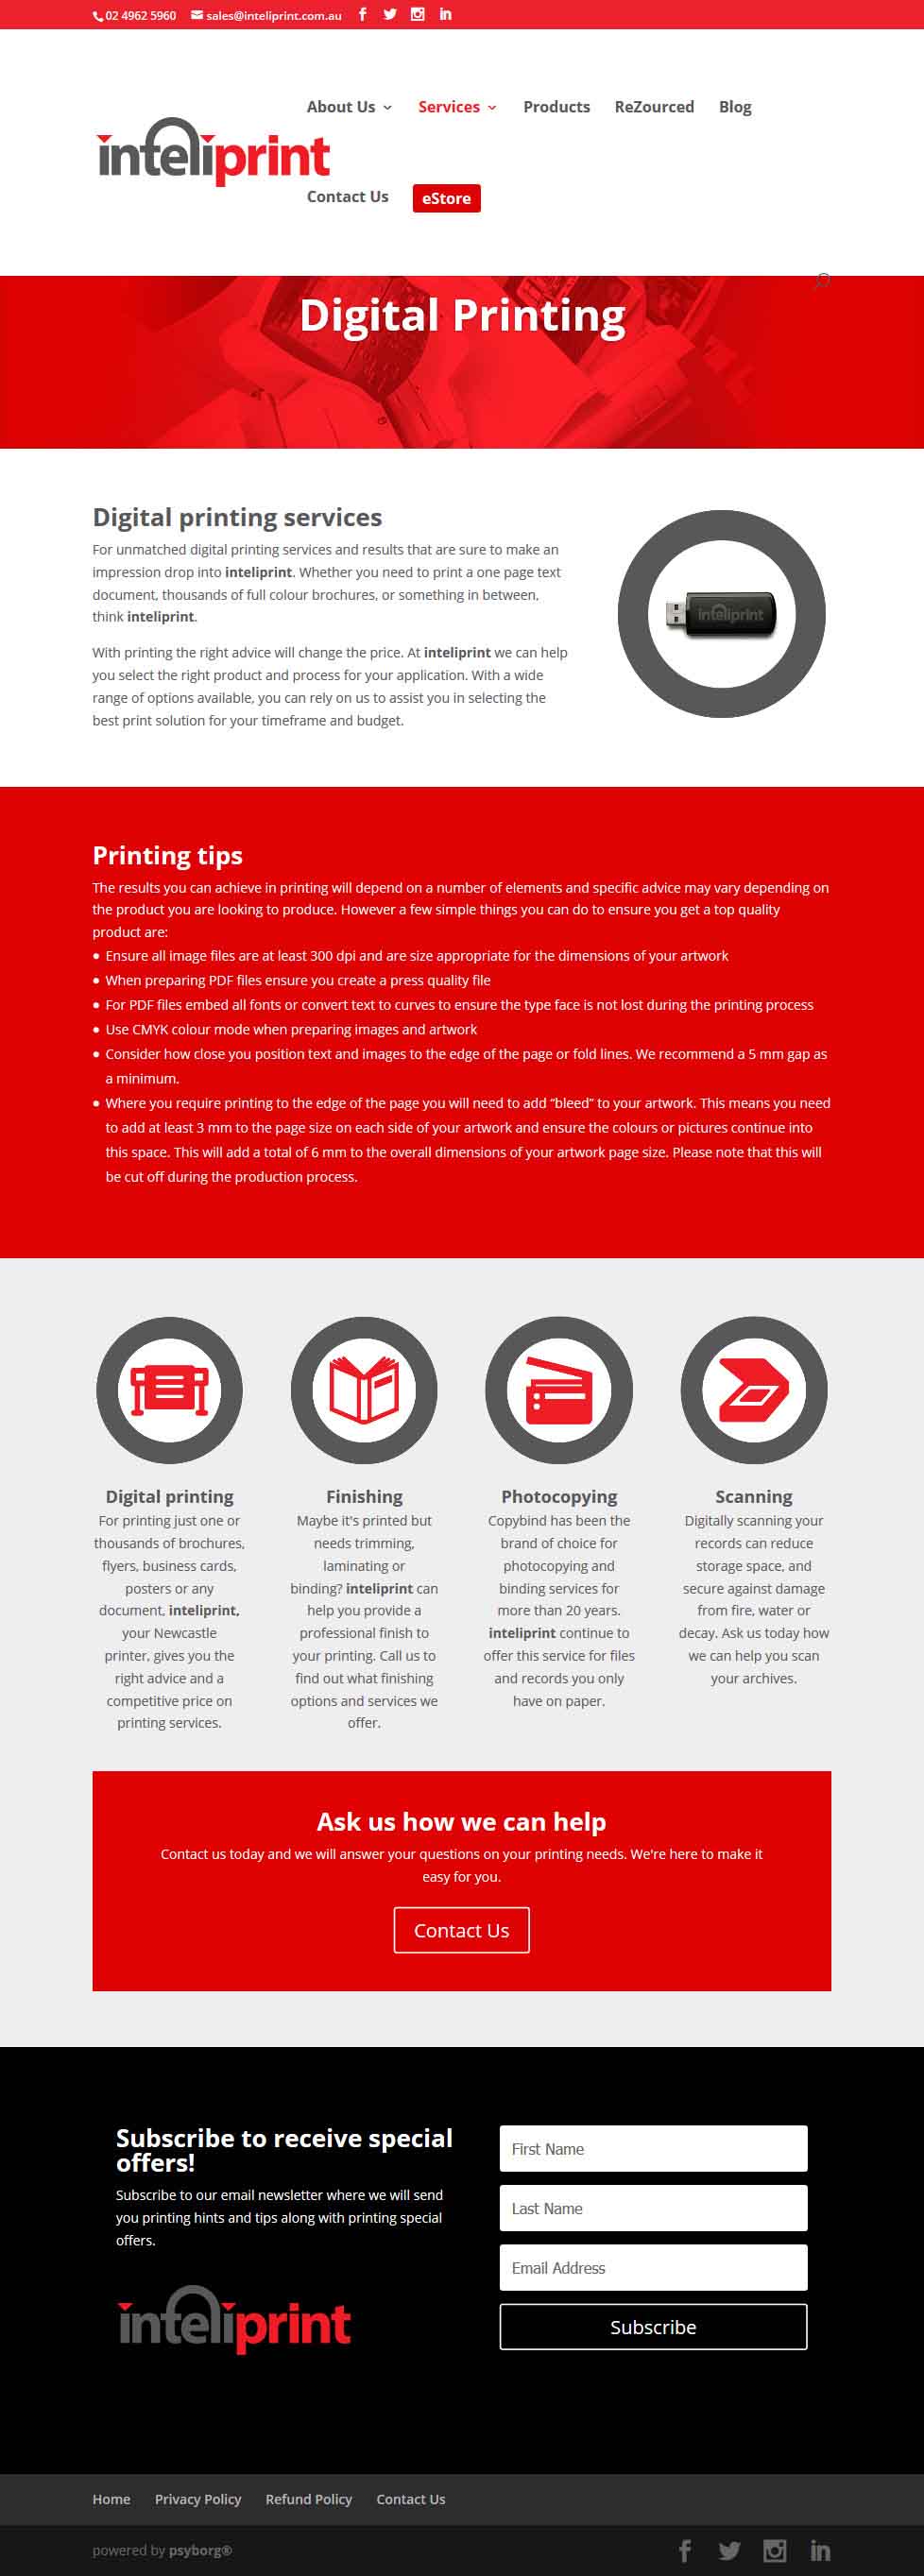 02 4962 5960 sales@inteliprint.com.au
About Us Services Products ReZourced Blog
inteliprint
Contact Us eStore
Digital Printing
Digital printing services
For unmatched digital printing services and results that are sure to make an
impression drop into inteliprint. Whether you need to print a one page text
document, thousands of full colour brochures, or something in between,
think inteliprint.
With printing the right advice will change the price. At inteliprint we can help
you select the right product and process for your application. With a wide
range of options available, you can rely on us to assist you in selecting the
best print solution for your timeframe and budget.
inteliprint
Printing tips
The results you can achieve in printing will depend on a number of elements and specific advice may vary depending on
the product you are looking to produce. However a few simple things you can do to ensure you get a top quality
product are:
• Ensure all image files are at least 300 dpi and are size appropriate for the dimensions of your artwork
• When preparing PDF files ensure you create a press quality file
• For PDF files embed all fonts or convert text to curves to ensure the type face is not lost during the printing process
• Use CMYK colour mode when preparing images and artwork
• Consider how close you position text and images to the edge of the page or fold lines. We recommend a 5 mm gap as
a minimum.
• Where you require printing to the edge of the page you will need to add “bleed” to your artwork. This means you need
to add at least 3 mm to the page size on each side of your artwork and ensure the colours or pictures continue into
this space. This will add a total of 6 mm to the overall dimensions of your artwork page size. Please note that this will
be cut off during the production process.
Digital printing
For printing just one or
thousands of brochures,
flyers, business cards,
posters or any
document, inteliprint,
your Newcastle
printer, gives you the
right advice and a
competitive price on
printing services.
Finishing
Maybe it's printed but
needs trimming,
laminating or
binding? inteliprint can
help you provide a
professional finish to
your printing. Call us to
find out what finishing
options and services we
offer.
Photocopying
Copybind has been the
brand of choice for
photocopying and
binding services for
more than 20 years.
inteliprint continue to
offer this service for files
and records you only
have on paper.
Scanning
Digitally scanning your
records can reduce
storage space, and
secure against damage
from fire, water or
decay. Ask us today how
we can help you scan
your archives.
Ask us how we can help
Contact us today and we will answer your questions on your printing needs. We're here to make it
easy for you.
Contact Us
Subscribe to receive special
offers!
Subscribe to our email newsletter where we will send
you printing hints and tips along with printing special
offers.
inteliprint
First Name
Last Name
Email Address
Subscribe
Home Privacy Policy Refund Policy Contact Us
powered by psyborg®